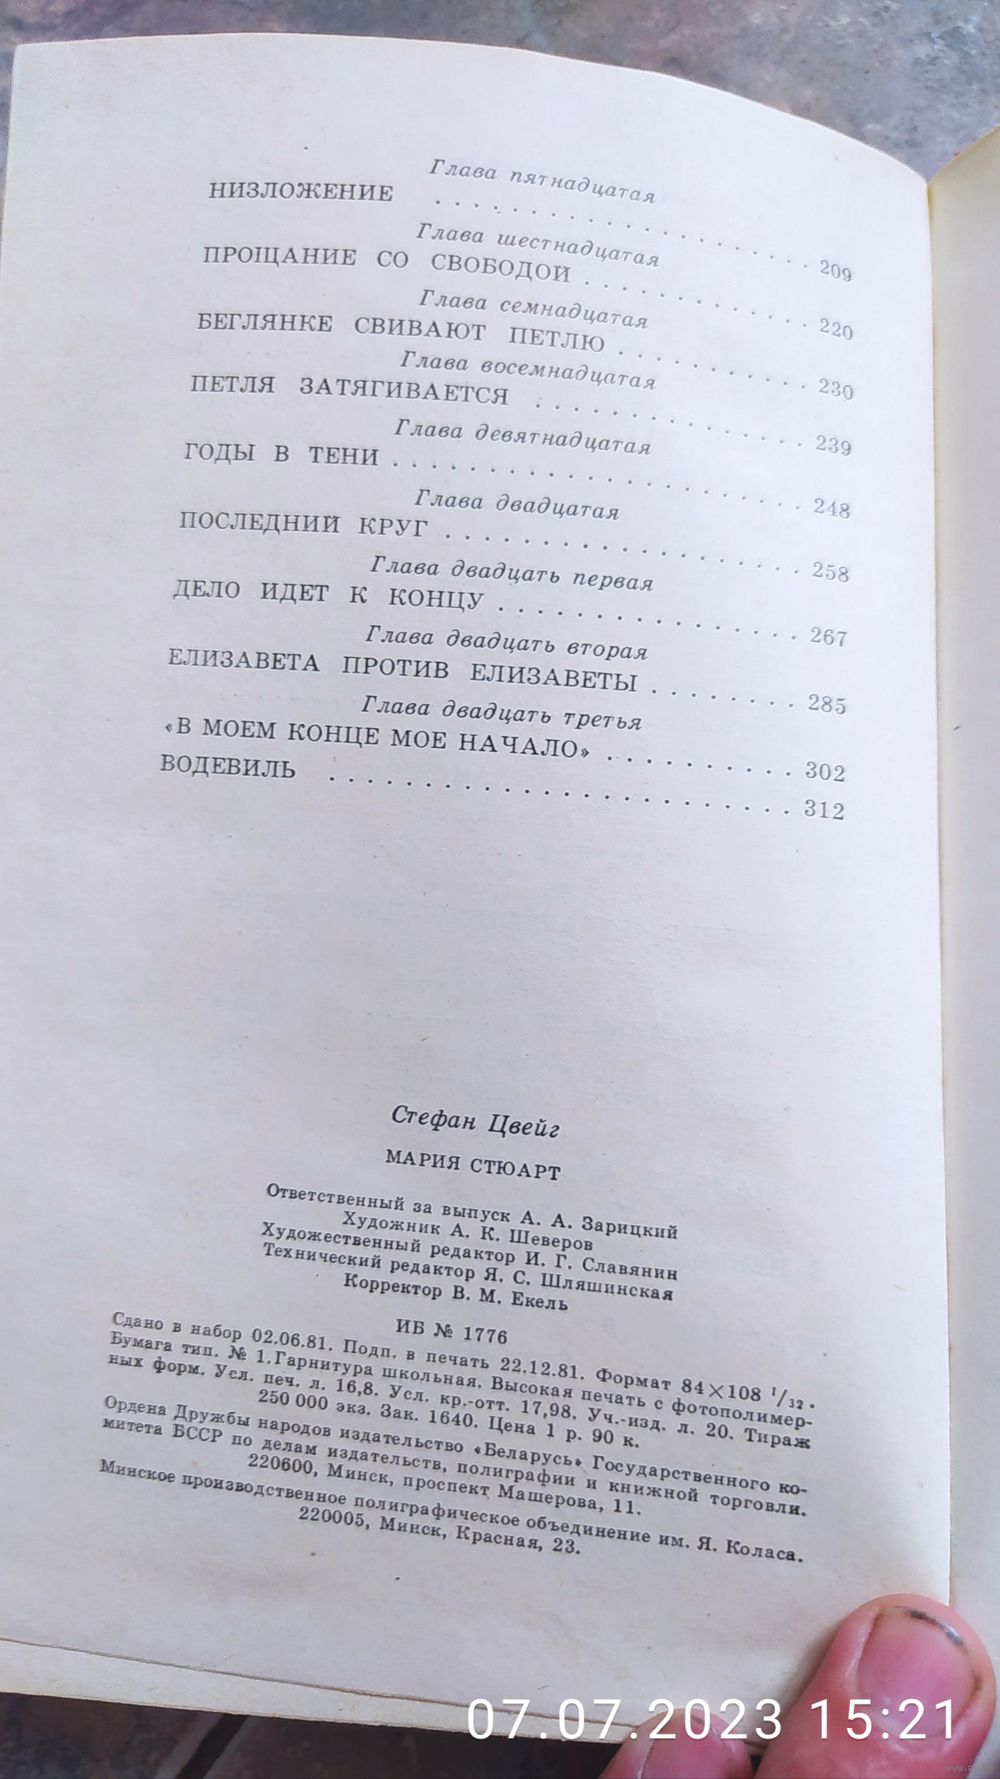 Глава пятнадцатая
НИЗЛОЖЕНИЕ . . . . . . . . . . . . . . . . . 209
Глава шестнадцатая
ПРОЩАНИЕ СО СВОБОДОЙ . . . . . . . . . . 220
Глава семнадцатая
БЕГЛЯНКЕ СВИВАЮТ ПЕТЛЮ . . . . . . . . . 230
Глава восемнадцатая
ПЕТЛЯ ЗАТЯГИВАЕТСЯ . . . . . . . . . . . . 239
Глава девятнадцатая
ГОДЫ В ТЕНИ . . . . . . . . . . . . . . . . . 248
Глава двадцатая
ПОСЛЕДНИЙ КРУГ . . . . . . . . . . . . . . . 258
Глава двадцать первая
ДЕЛО ИДЕТ К КОНЦУ . . . . . . . . . . . . . 267
Глава двадцать вторая
ЕЛИЗАВЕТА ПРОТИВ ЕЛИЗАВЕТЫ . . . . . . . 285
Глава двадцать третья
«В МОЕМ КОНЦЕ МОЕ НАЧАЛО» . . . . . . . . . 302
ВОДЕВИЛЬ . . . . . . . . . . . . . . . . . . . 312
Стефан Цвейг
МАРИЯ СТЮАРТ
Ответственный за выпуск А. А. Зарицкий
Художник А. К. Шеверов
Художественный редактор И. Г. Славянин
Технический редактор Я. С. Шляшинская
Корректор В. М. Екель
ИБ № 1776
Сдано в набор 02.06.81. Подп. в печать 22.12.81. Формат 84×108 1/32.
Бумага тип. № 1. Гарнитура школьная. Высокая печать с фотополимер-
ных форм. Усл. печ. л. 16,8. Усл. кр.-отт. 17,98. Уч.-изд. л. 20. Тираж
250 000 экз. Зак. 1640. Цена 1 р. 90 к.
Ордена Дружбы народов издательство «Беларусь» Государственного ко-
митета БССР по делам издательств, полиграфии и книжной торговли.
220600, Минск, проспект Машерова, 11.
Минское производственное полиграфическое объединение им. Я. Коласа.
220005, Минск, Красная, 23.
07.07.2023 15:21